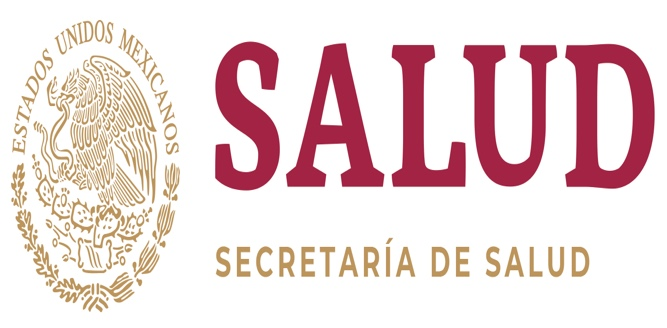 ESTADOS UNIDOS MEXICANOS
SALUD
SECRETARÍA DE SALUD